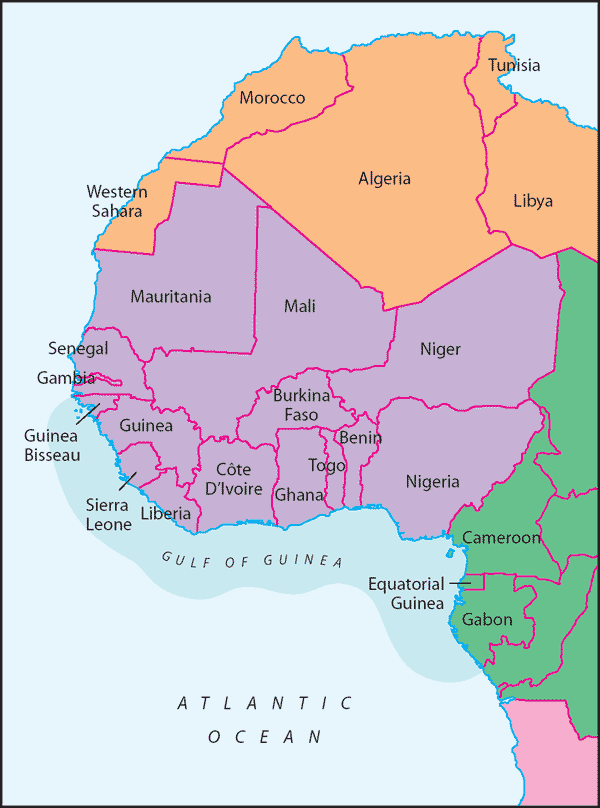 Tunisia
Morocco
Algeria
Western
Sahara
Libya
Mauritania
Mali
Senegal
Niger
Gambia
Burkina
Faso
Guinea
Benin
Guinea
Bissau
Côte
D'Ivoire
Togo
Nigeria
Ghana
Sierra
Leone
Liberia
Cameroon
GULF OF GUINEA
Equatorial
Guinea
Gabon
ATLANTIC
OCEAN